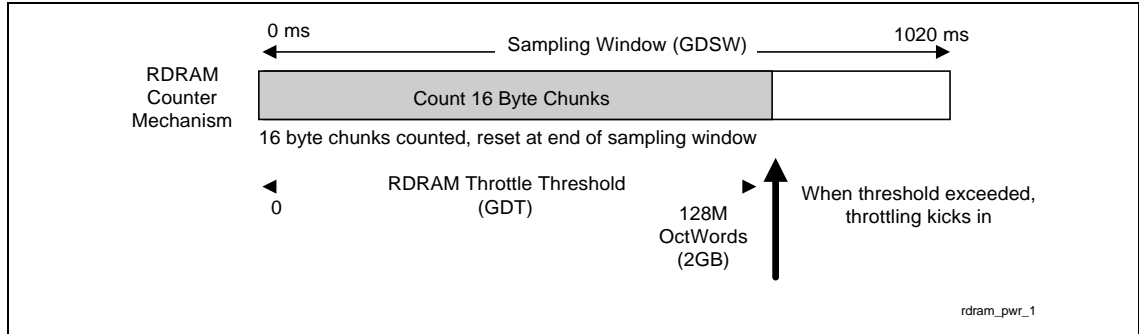 0 ms
1020 ms
Sampling Window (GDSW)
RDRAM
Counter
Mechanism
Count 16 Byte Chunks
16 byte chunks counted, reset at end of sampling window
RDRAM Throttle Threshold
(GDT)
0
128M
OctWords
(2GB)
When threshold exceeded,
throttling kicks in
rdram_pwr_1